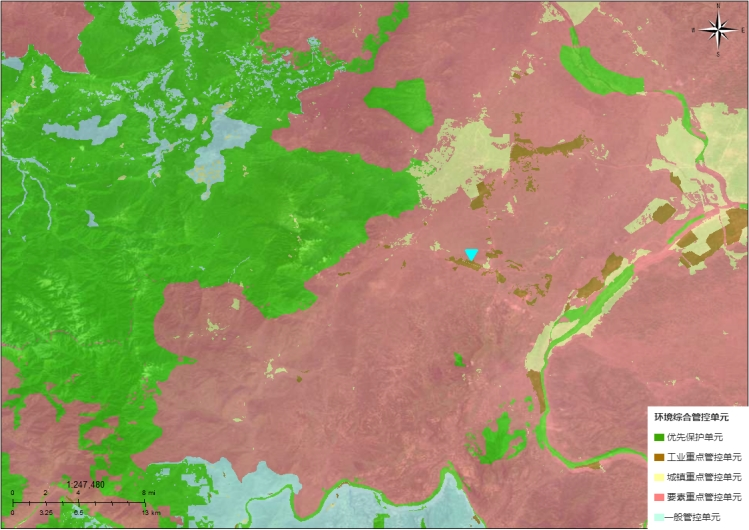 N
W E
S
环境综合管控单元
优先保护单元
工业重点管控单元
城镇重点管控单元
要素重点管控单元
一般管控单元
1:247,480
0 2 4 8 mi
0 3.25 6.5 13 km